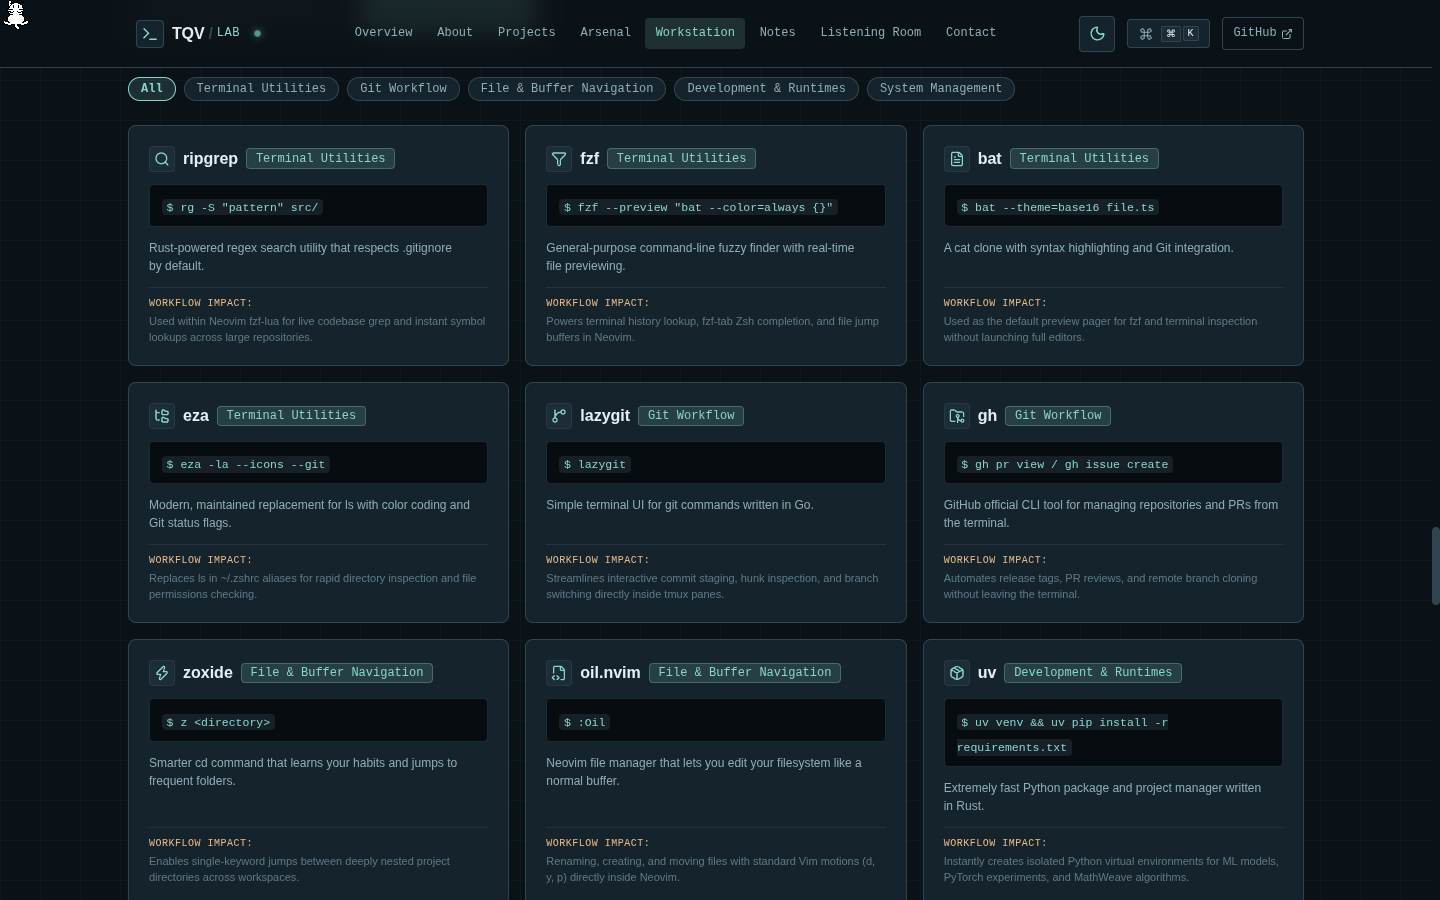 TQV / LAB
Overview About Projects Arsenal Workstation Notes Listening Room Contact
⌘ ⌘ K
GitHub
All Terminal Utilities Git Workflow File & Buffer Navigation Development & Runtimes System Management
ripgrep Terminal Utilities
$ rg -S "pattern" src/
Rust-powered regex search utility that respects .gitignore
by default.
WORKFLOW IMPACT:
Used within Neovim fzf-lua for live codebase grep and instant symbol
lookups across large repositories.
fzf Terminal Utilities
$ fzf --preview "bat --color=always {}"
General-purpose command-line fuzzy finder with real-time
file previewing.
WORKFLOW IMPACT:
Powers terminal history lookup, fzf-tab Zsh completion, and file jump
buffers in Neovim.
bat Terminal Utilities
$ bat --theme=base16 file.ts
A cat clone with syntax highlighting and Git integration.
WORKFLOW IMPACT:
Used as the default preview pager for fzf and terminal inspection
without launching full editors.
eza Terminal Utilities
$ eza -la --icons --git
Modern, maintained replacement for ls with color coding and
Git status flags.
WORKFLOW IMPACT:
Replaces ls in ~/.zshrc aliases for rapid directory inspection and file
permissions checking.
lazygit Git Workflow
$ lazygit
Simple terminal UI for git commands written in Go.
WORKFLOW IMPACT:
Streamlines interactive commit staging, hunk inspection, and branch
switching directly inside tmux panes.
gh Git Workflow
$ gh pr view / gh issue create
GitHub official CLI tool for managing repositories and PRs from
the terminal.
WORKFLOW IMPACT:
Automates release tags, PR reviews, and remote branch cloning
without leaving the terminal.
zoxide File & Buffer Navigation
$ z <directory>
Smarter cd command that learns your habits and jumps to
frequent folders.
WORKFLOW IMPACT:
Enables single-keyword jumps between deeply nested project
directories across workspaces.
oil.nvim File & Buffer Navigation
$ :Oil
Neovim file manager that lets you edit your filesystem like a
normal buffer.
WORKFLOW IMPACT:
Renaming, creating, and moving files with standard Vim motions (d,
y, p) directly inside Neovim.
uv Development & Runtimes
$ uv venv && uv pip install -r
requirements.txt
Extremely fast Python package and project manager written
in Rust.
WORKFLOW IMPACT:
Instantly creates isolated Python virtual environments for ML models,
PyTorch experiments, and MathWeave algorithms.